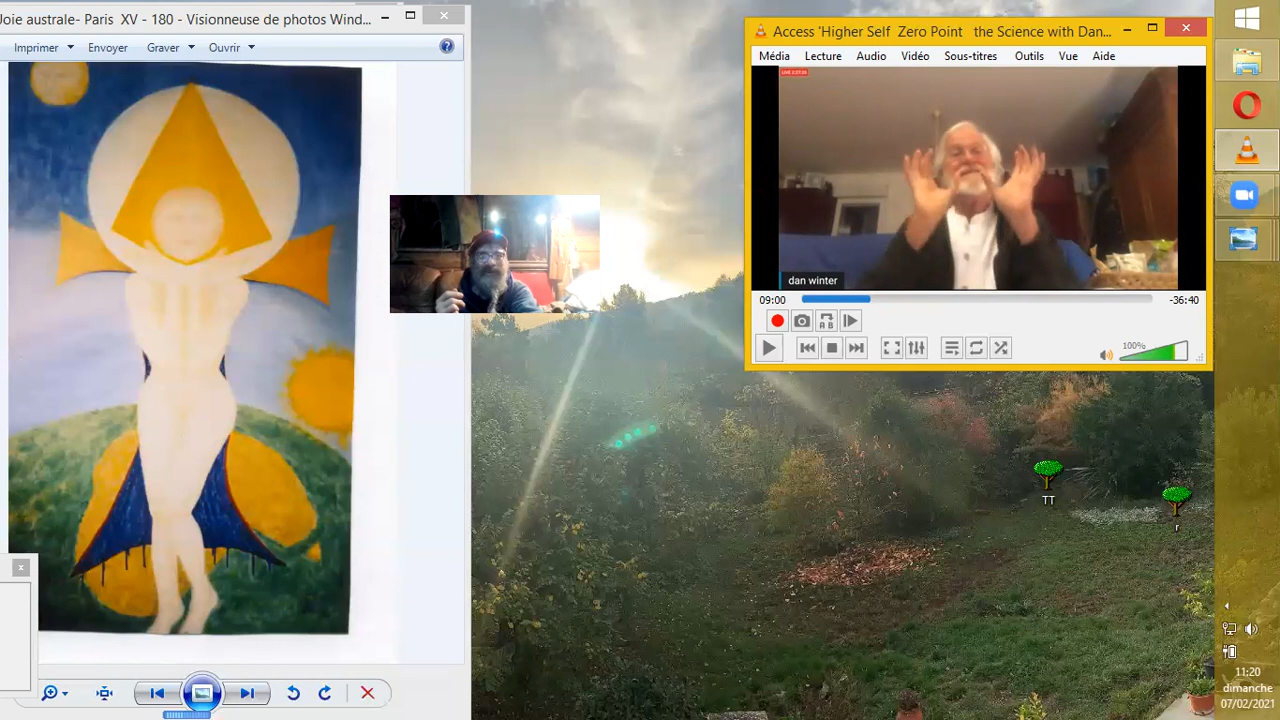 Joie australe- Paris XV - 180 - Visionneuse de photos Wind...
Imprimer Envoyer Graver Ouvrir
Access 'Higher Self Zero Point the Science with Dan...
Média Lecture Audio Vidéo Sous-titres Outils Vue Aide
dan winter
09:00 -36:40
100%
TT
r
11:20
dimanche
07/02/2021